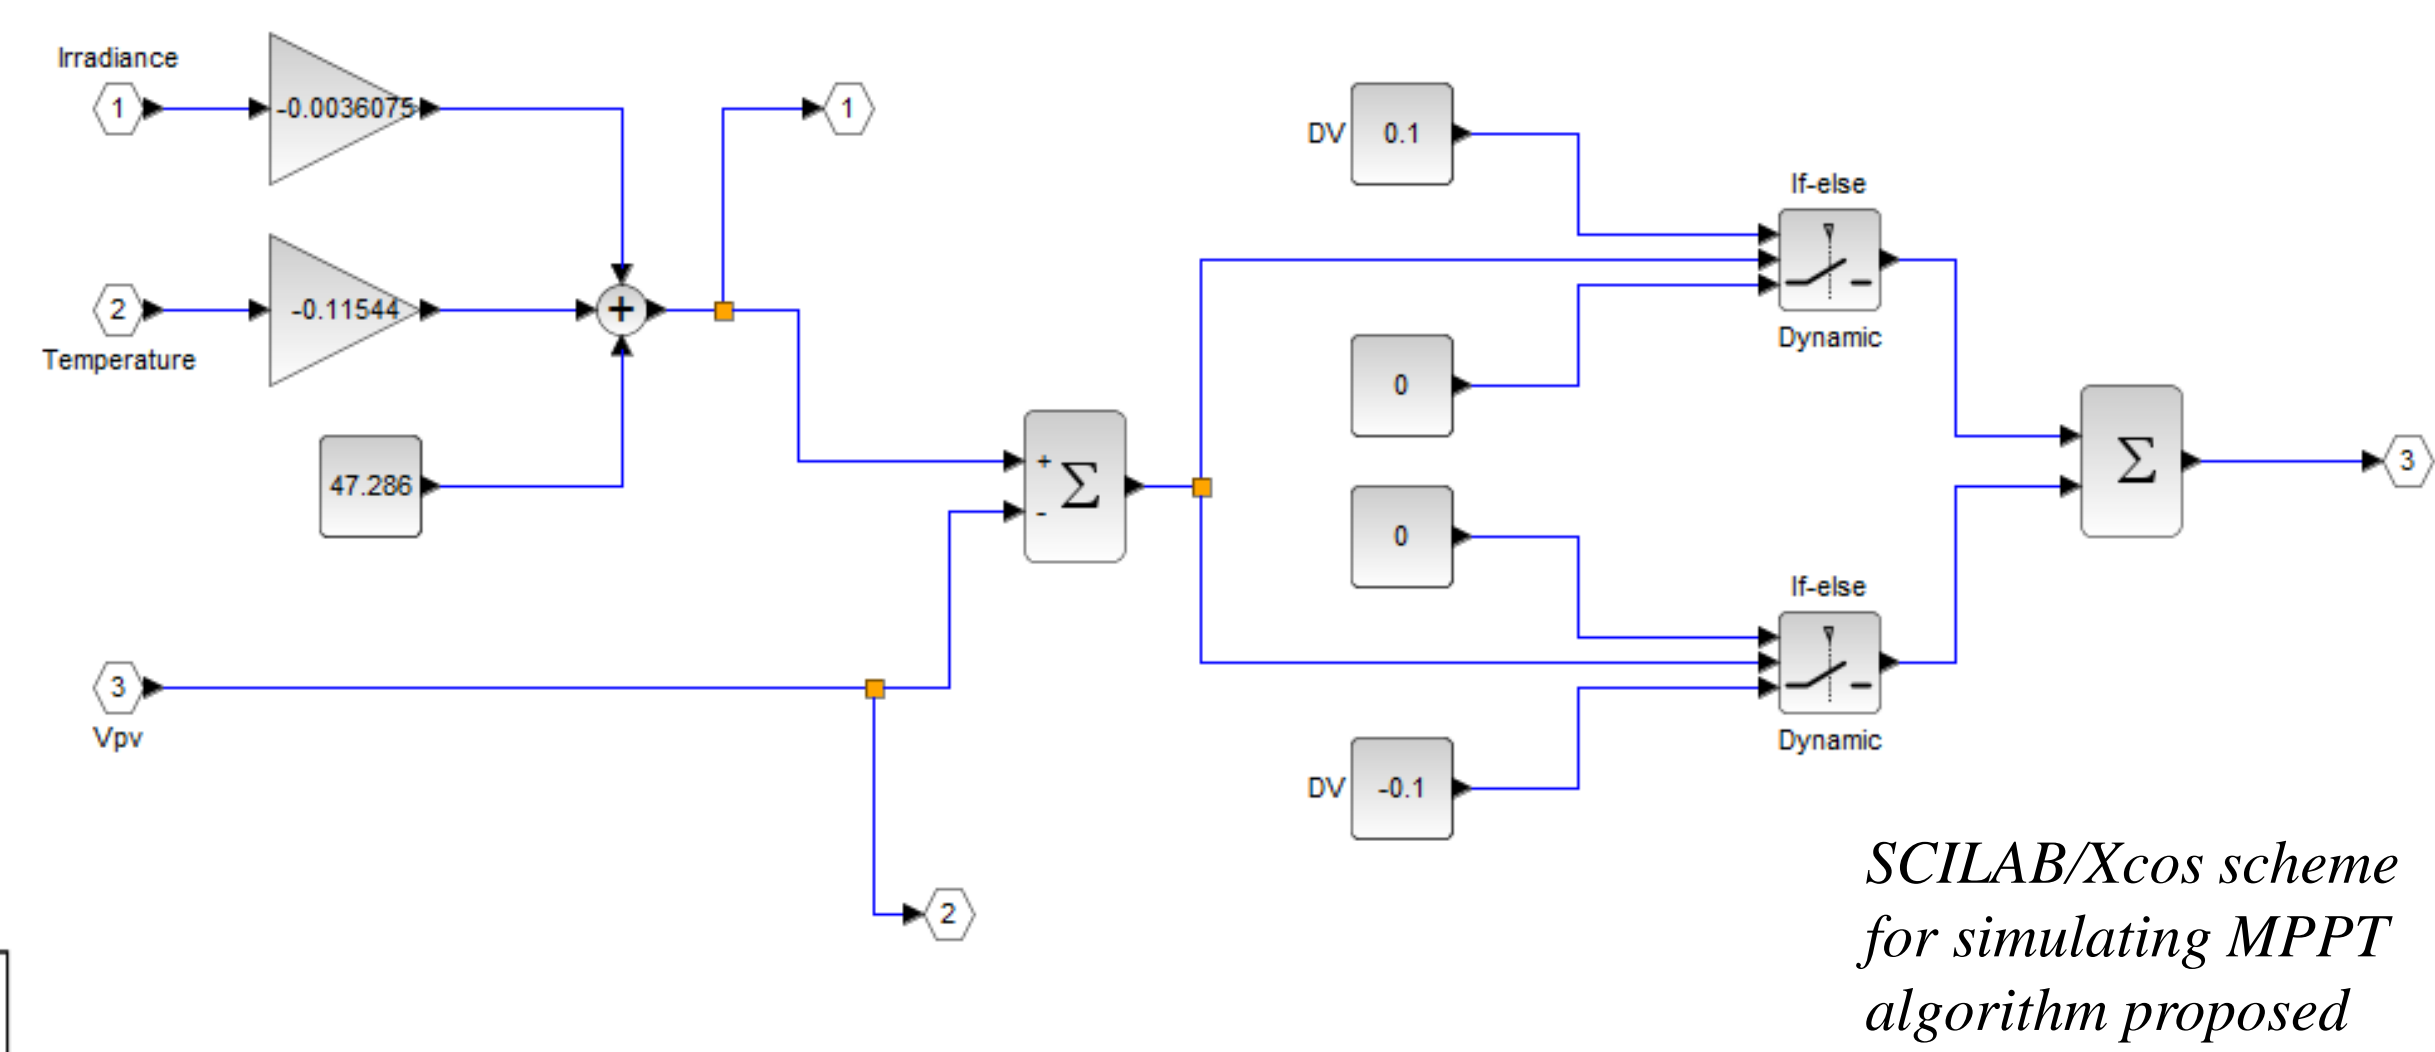 Irradiance
1
-0.0036075
1
DV
0.1
If-else
Dynamic
2
-0.11544
+
Temperature
47.286
+
-
Σ
0
0
Σ
3
If-else
Dynamic
3
Vpv
DV
-0.1
2
SCILAB/Xcos scheme
for simulating MPPT
algorithm proposed